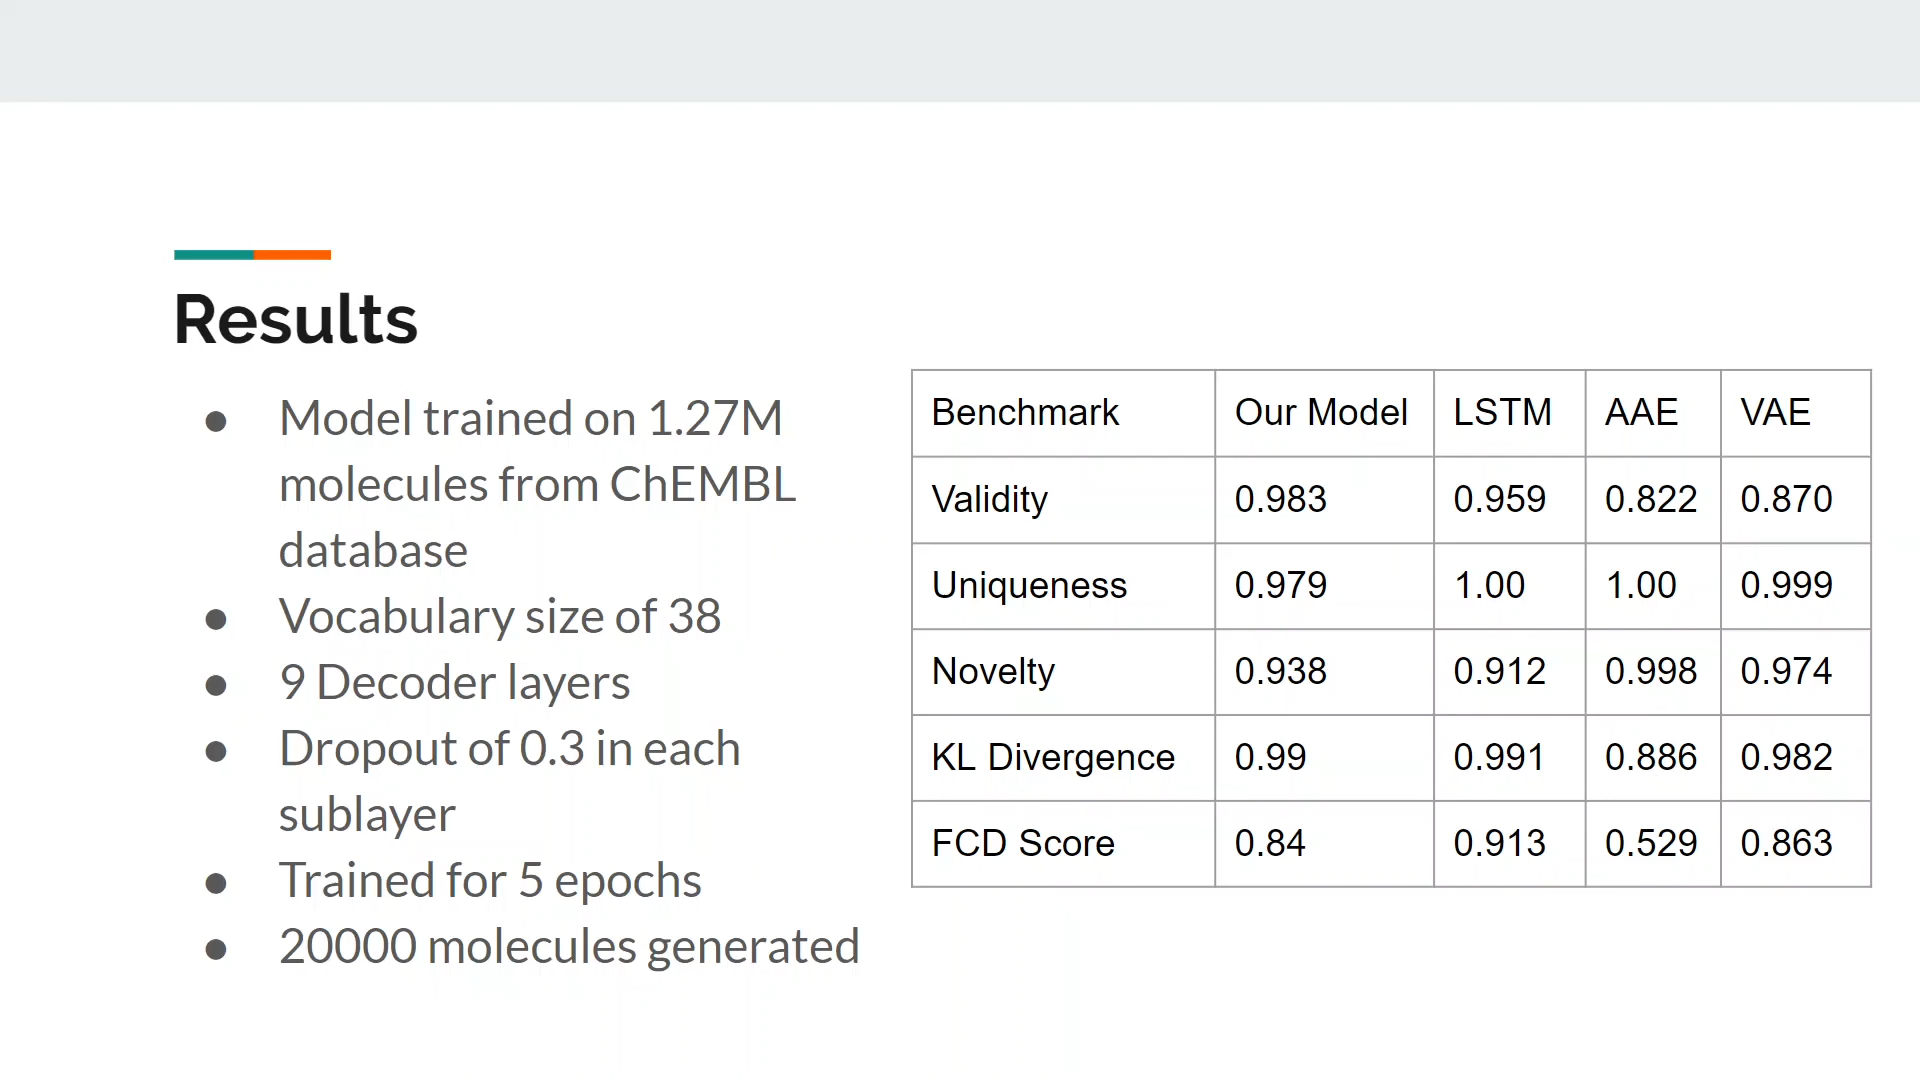 Results
● Model trained on 1.27M
molecules from ChEMBL
database
● Vocabulary size of 38
● 9 Decoder layers
● Dropout of 0.3 in each
sublayer
● Trained for 5 epochs
● 20000 molecules generated
Benchmark Our Model LSTM AAE VAE
Validity 0.983 0.959 0.822 0.870
Uniqueness 0.979 1.00 1.00 0.999
Novelty 0.938 0.912 0.998 0.974
KL Divergence 0.99 0.991 0.886 0.982
FCD Score 0.84 0.913 0.529 0.863